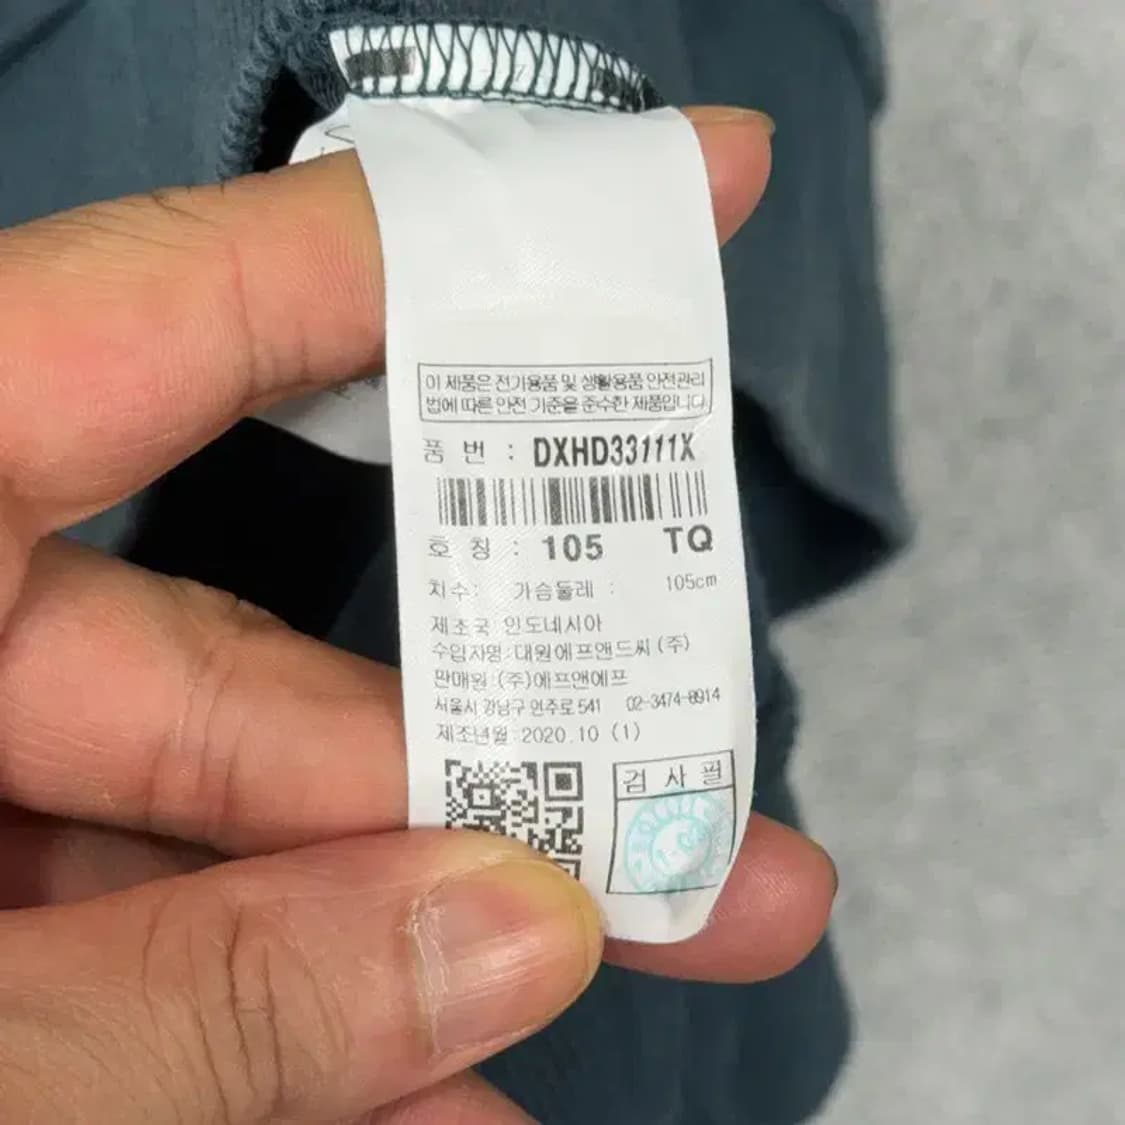 이 제품은 전기용품 및 생활용품 안전관리
법에 따른 안전 기준을 준수한 제품입니다.
품 번 : DXHD33111X
호 칭 : 105 TQ
치수: 가슴둘레 : 105cm
제조국 인도네시아
수입자명:대원에프앤드씨 (주)
판매원:(주)에프앤에프
서울시 강남구 언주로 541 02-3474-8914
제조년월:2020.10 (1)
검 사 필